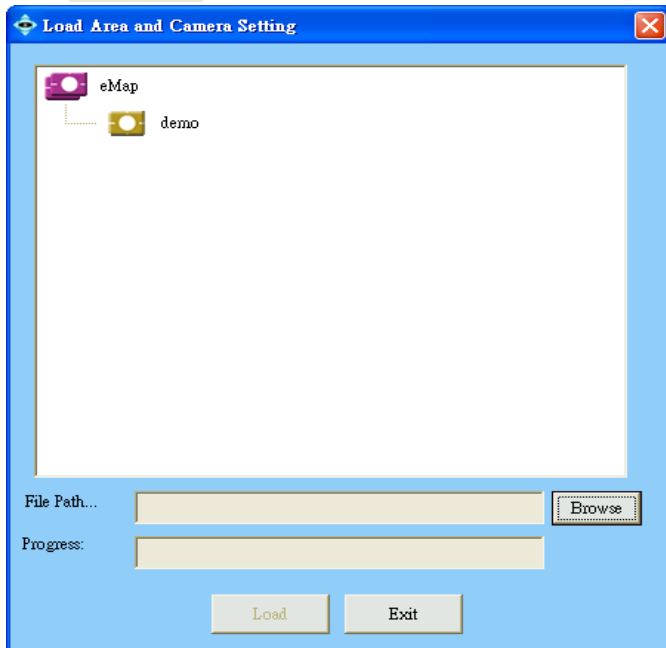 Load Area and Camera Setting
eMap
demo
File Path...
Browse
Progress:
Load
Exit